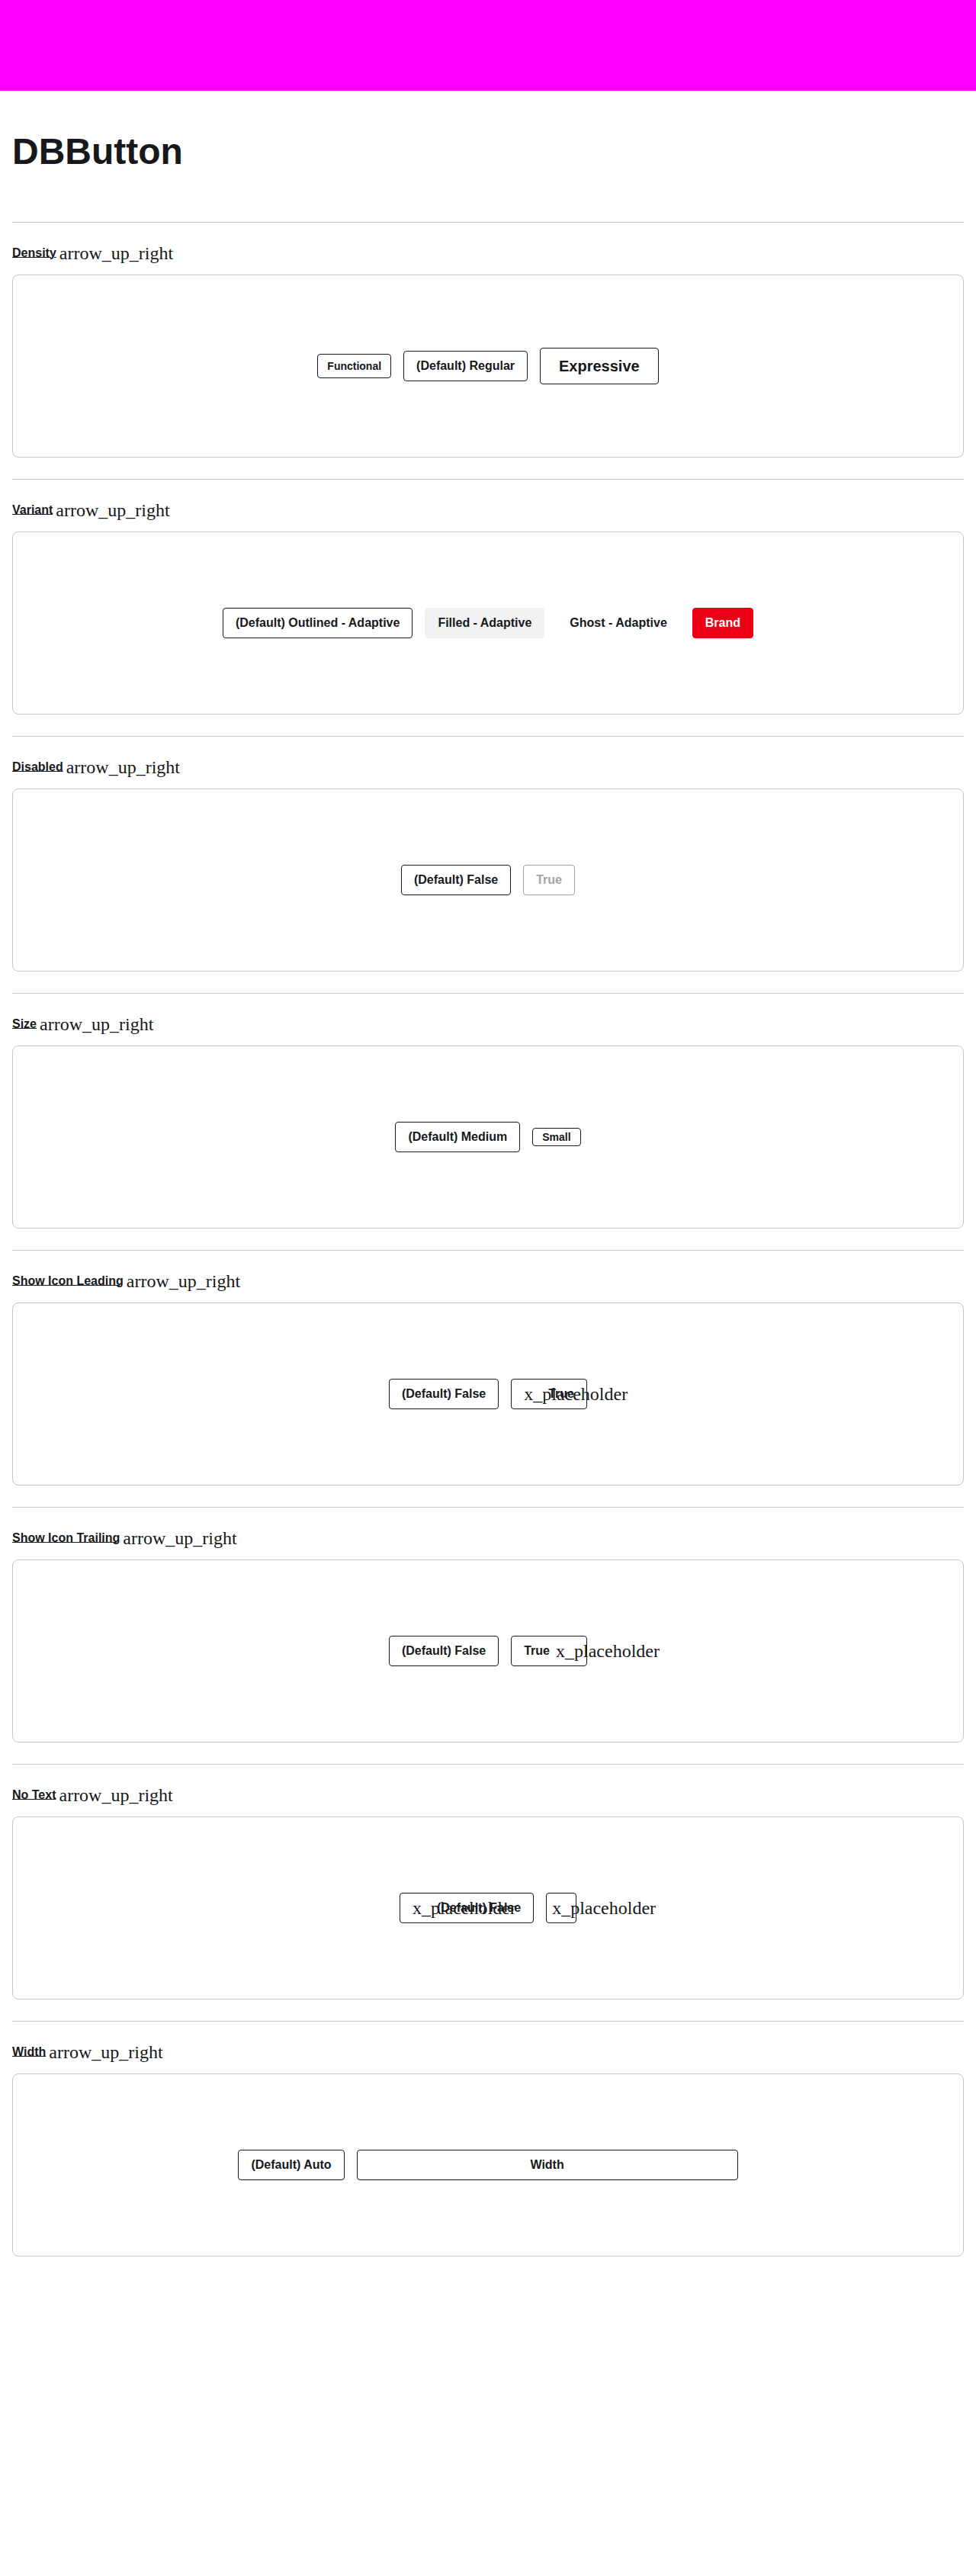 DBButton
Density arrow_up_right
Functional (Default) Regular Expressive
Variant arrow_up_right
(Default) Outlined - Adaptive Filled - Adaptive Ghost - Adaptive Brand
Disabled arrow_up_right
(Default) False True
Size arrow_up_right
(Default) Medium Small
Show Icon Leading arrow_up_right
(Default) False x_placeholder True
Show Icon Trailing arrow_up_right
(Default) False True x_placeholder
No Text arrow_up_right
x_placeholder (Default) False x_placeholder
Width arrow_up_right
(Default) Auto Width